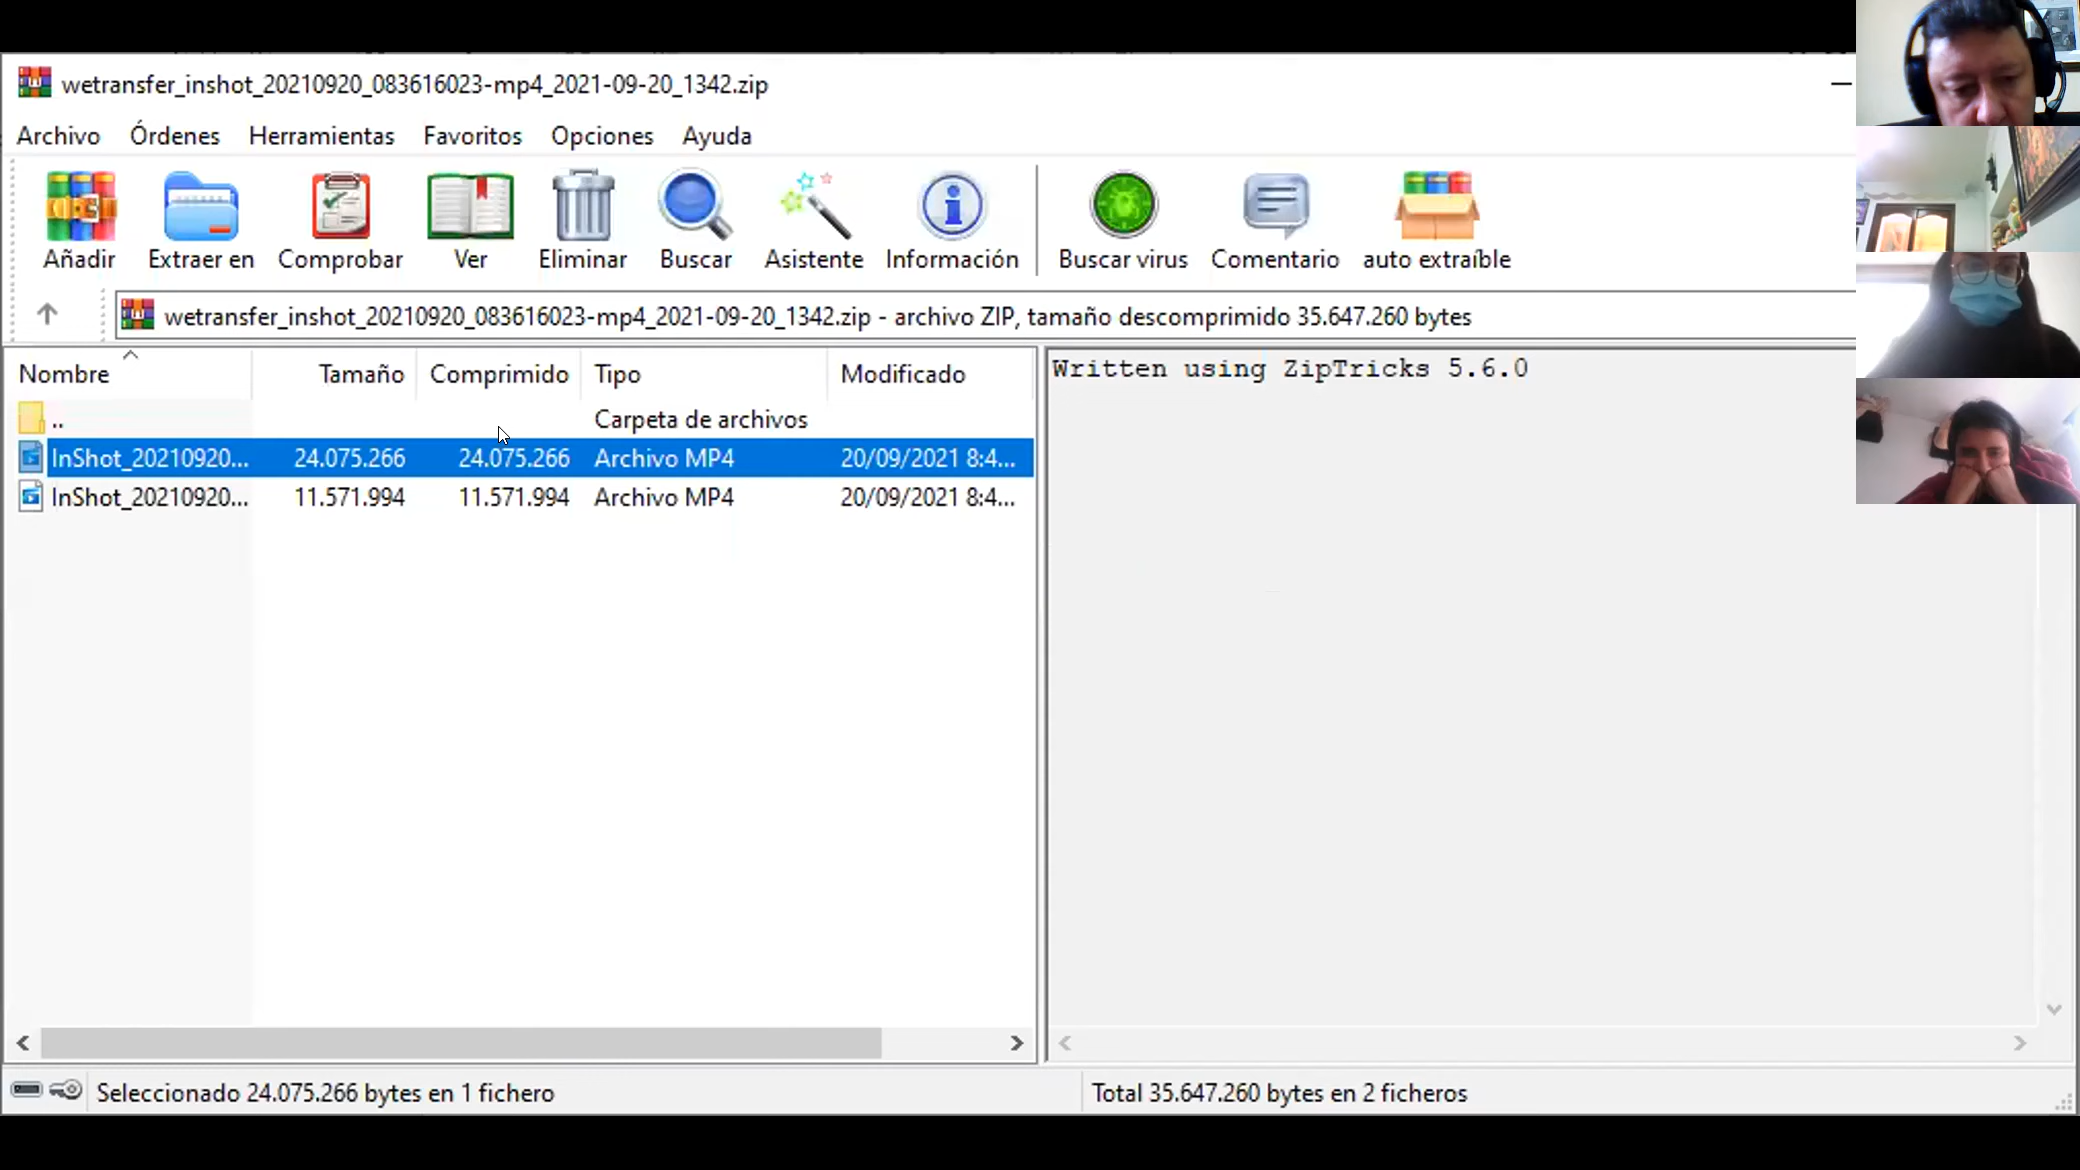 wetransfer_inshot_20210920_083616023-mp4_2021-09-20_1342.zip
Archivo Órdenes Herramientas Favoritos Opciones Ayuda
Añadir Extraer en Comprobar Ver Eliminar Buscar Asistente Información Buscar virus Comentario auto extraíble
wetransfer_inshot_20210920_083616023-mp4_2021-09-20_1342.zip - archivo ZIP, tamaño descomprimido 35.647.260 bytes
Nombre Tamaño Comprimido Tipo Modificado
.. Carpeta de archivos
InShot_20210920... 24.075.266 24.075.266 Archivo MP4 20/09/2021 8:4...
InShot_20210920... 11.571.994 11.571.994 Archivo MP4 20/09/2021 8:4...
Written using ZipTricks 5.6.0
Seleccionado 24.075.266 bytes en 1 fichero
Total 35.647.260 bytes en 2 ficheros